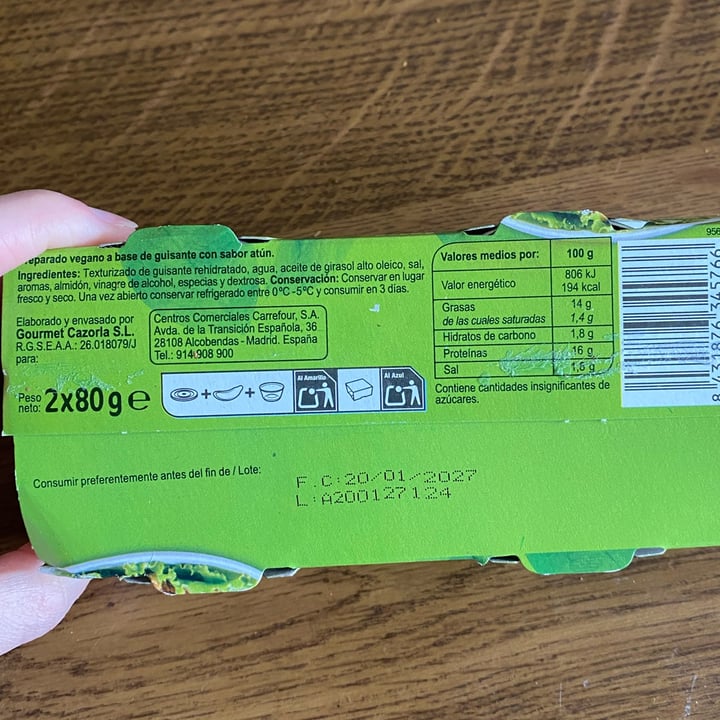 vegano a base de guisante con sabor atún.
Ingredientes: Texturizado de guisante rehidratado, agua, aceite de girasol alto oleico, sal,
aromas, almidón, vinagre de alcohol, especias y dextrosa. Conservación: Conservar en lugar
fresco y seco. Una vez abierto conservar refrigerado entre 0ºC -5ºC y consumir en 3 días.
Elaborado y envasado por
Gourmet Cazorla S.L.
R.G.S.E.A.A.: 26.018079/J
para:
Centros Comerciales Carrefour, S.A.
Avda. de la Transición Española, 36
28108 Alcobendas - Madrid. España
Tel.: 914 908 900
Peso
neto: 2x80 g e
+ +
Al Amarillo
Al Azul
Valores medios por: 100 g
Valor energético 806 kJ
194 kcal
Grasas 14 g
de las cuales saturadas 1,4 g
Hidratos de carbono 1,8 g
Proteínas 16 g
Sal 1,6 g
Contiene cantidades insignificantes de
azúcares.
956
Consumir preferentemente antes del fin de / Lote:
F.C:20/01/2027
L:A200127124